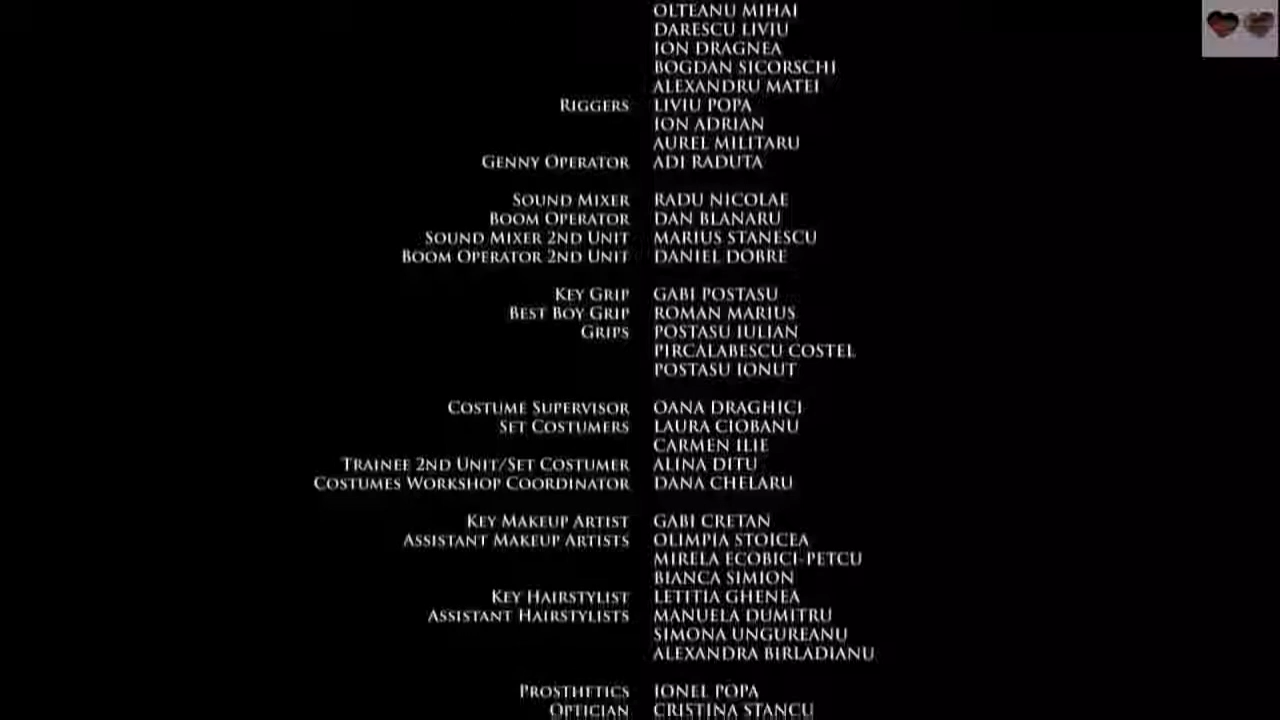 OLTEANU MIHAI
DARESCU LIVIU
ION DRAGNEA
BOGDAN SICORSCHI
ALEXANDRU MATEI
RIGGERS LIVIU POPA
ION ADRIAN
AUREL MILITARU
GENNY OPERATOR ADI RADUTA
SOUND MIXER RADU NICOLAE
BOOM OPERATOR DAN BLANARU
SOUND MIXER 2ND UNIT MARIUS STANESCU
BOOM OPERATOR 2ND UNIT DANIEL DOBRE
KEY GRIP GABI POSTASU
BEST BOY GRIP ROMAN MARIUS
GRIPS POSTASU IULIAN
PIRCALABESCU COSTEL
POSTASU IONUT
COSTUME SUPERVISOR OANA DRAGHICI
SET COSTUMERS LAURA CIOBANU
CARMEN ILIE
TRAINEE 2ND UNIT/SET COSTUMER ALINA DITU
COSTUMES WORKSHOP COORDINATOR DANA CHELARU
KEY MAKEUP ARTIST GABI CRETAN
ASSISTANT MAKEUP ARTISTS OLIMPIA STOICEA
MIRELA ECOBICI-PETCU
BIANCA SIMION
KEY HAIRSTYLIST LETITIA GHENEA
ASSISTANT HAIRSTYLISTS MANUELA DUMITRU
SIMONA UNGUREANU
ALEXANDRA BIRLADIANU
PROSTHETICS IONEL POPA
OPTICIAN CRISTINA STANCU